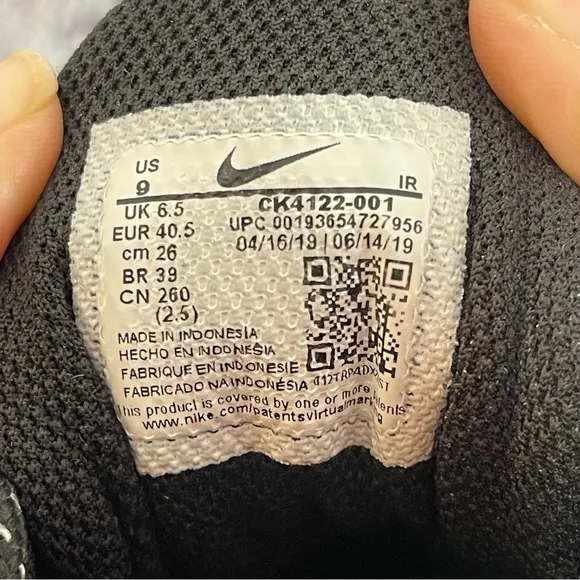 US
9
IR
UK 6.5
EUR 40.5
cm 26
BR 39
CN 260
(2.5)
CK4122-001
UPC 00193654727956
04/16/19 | 06/14/19
MADE IN INDONESIA
HECHO EN INDONESIA
FABRIQUE EN INDONESIE
FABRICADO NA INDONÉSIA
This product is covered by one or more
www.nike.com/patentsvirtual